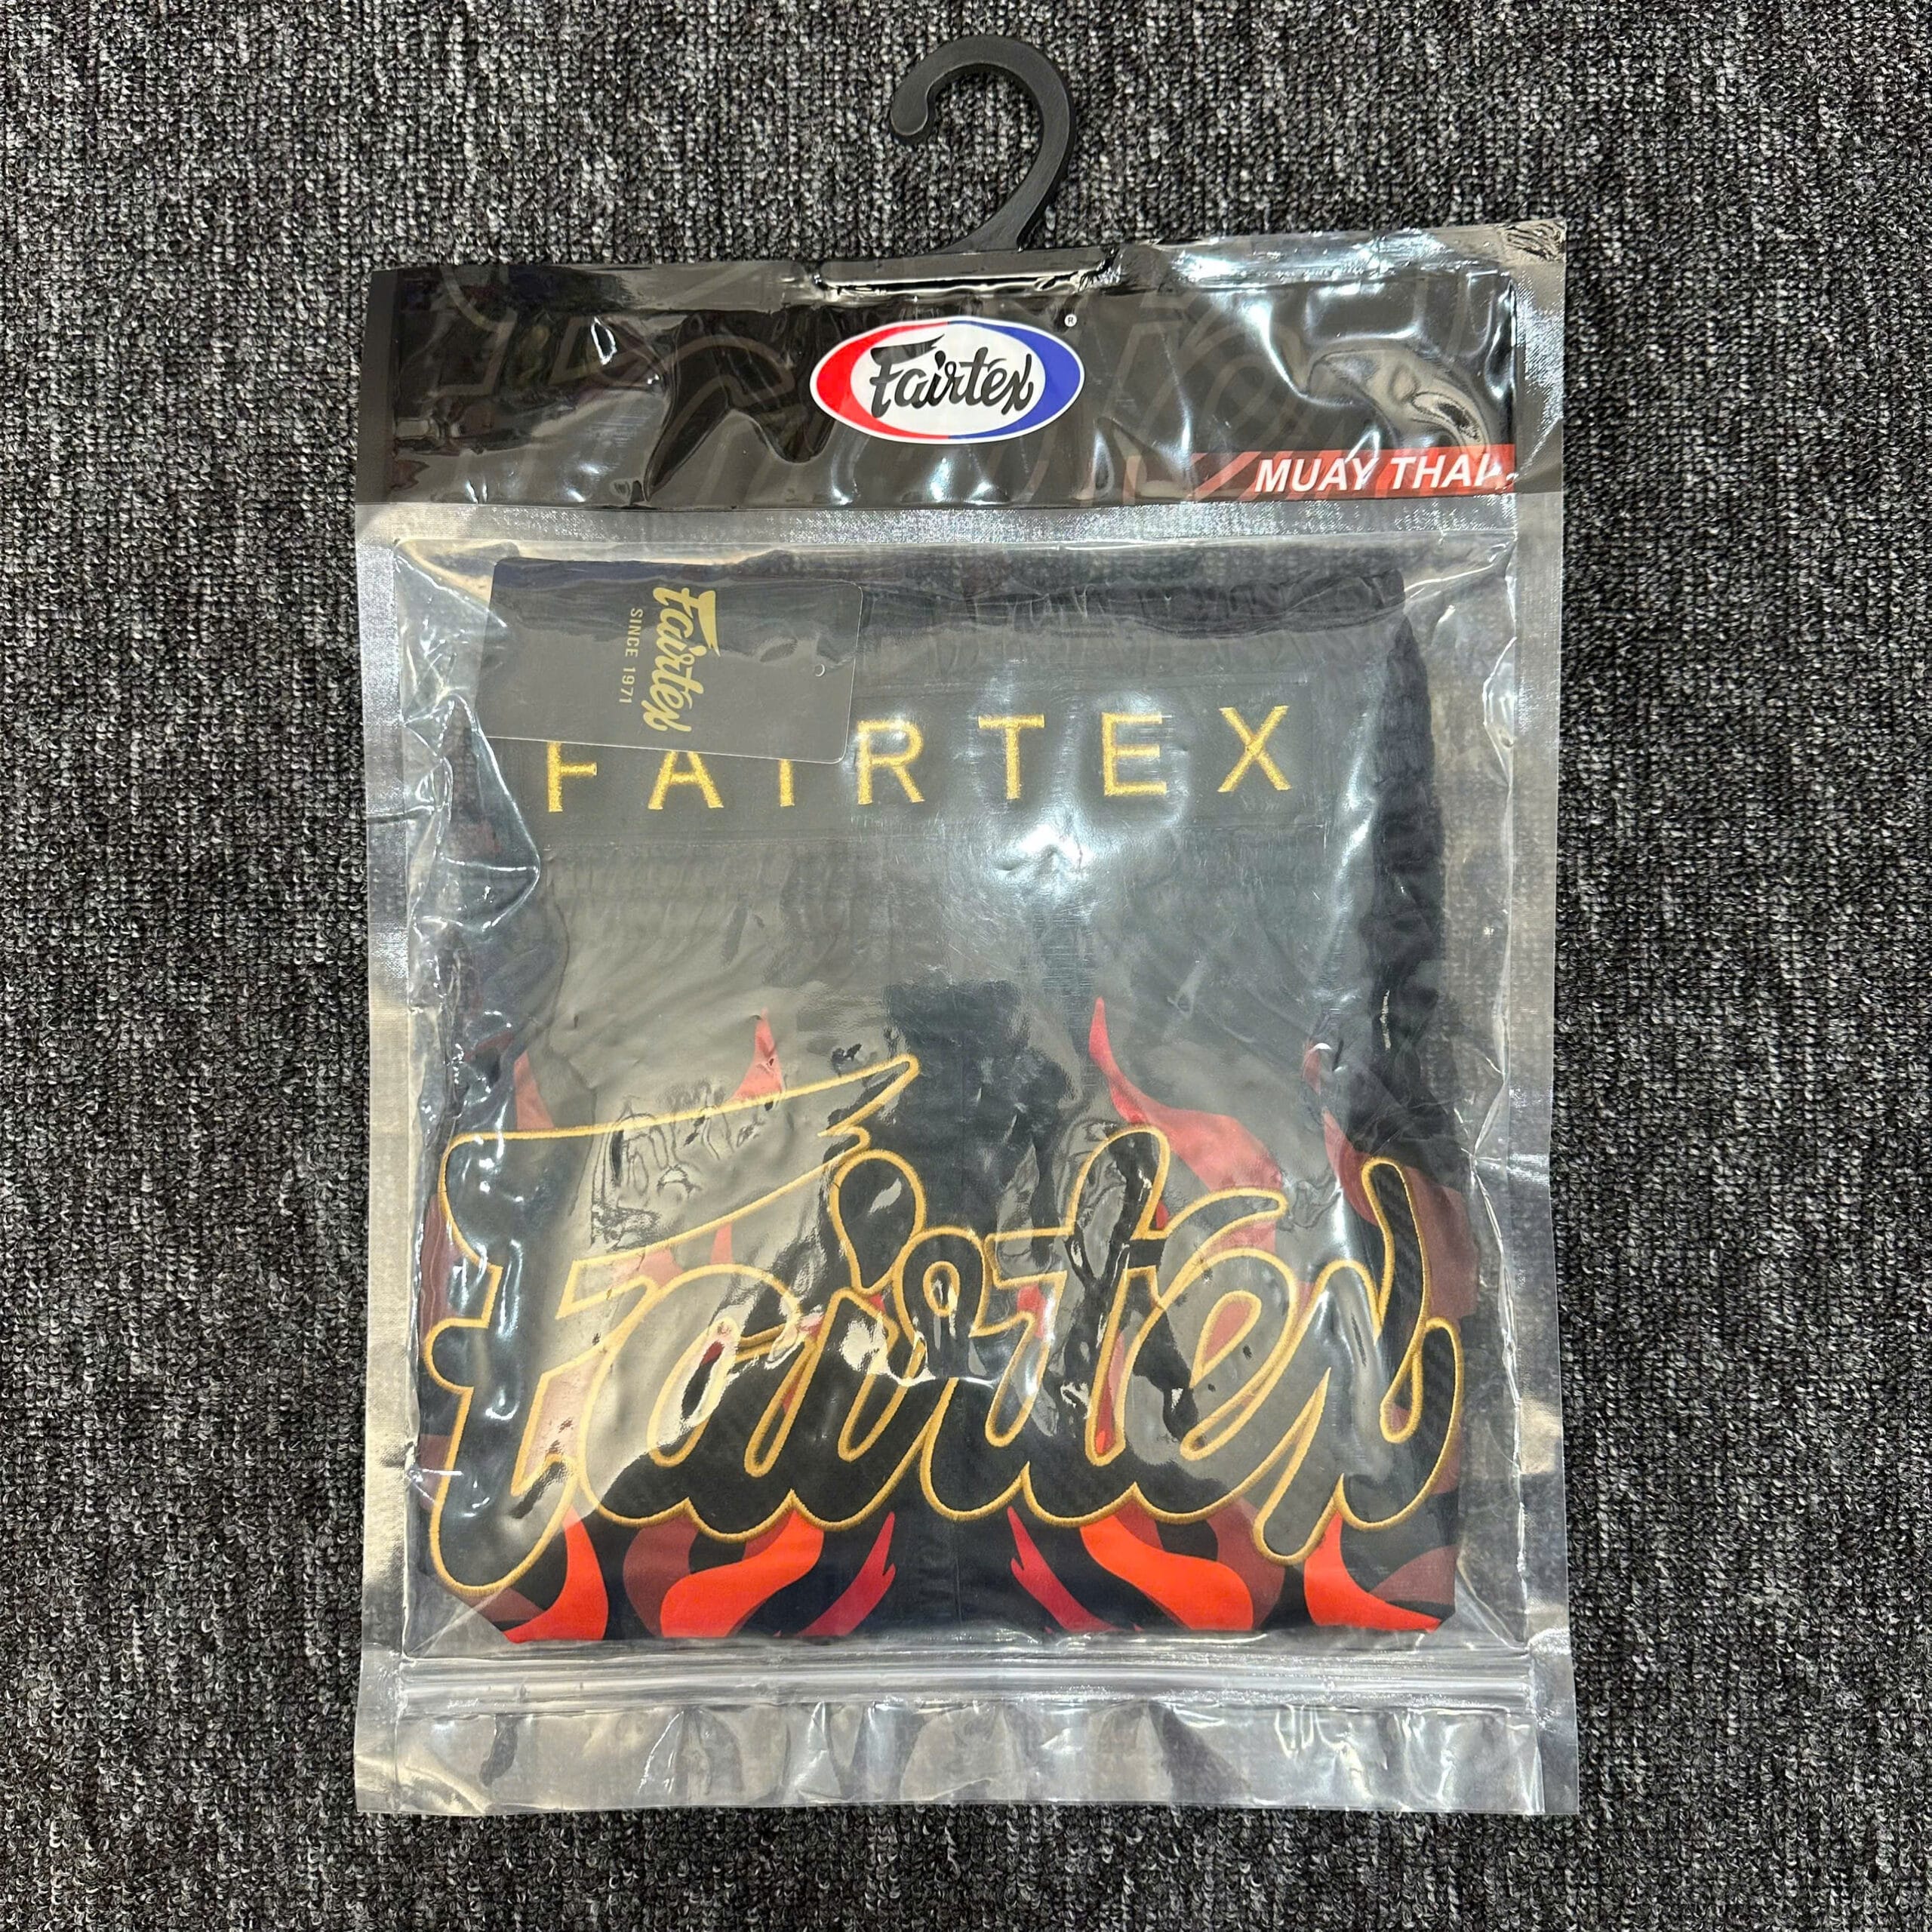 Fairtex
®
MUAY THAI
Fairtex
SINCE 1971
FAIRTEX
Fairtex